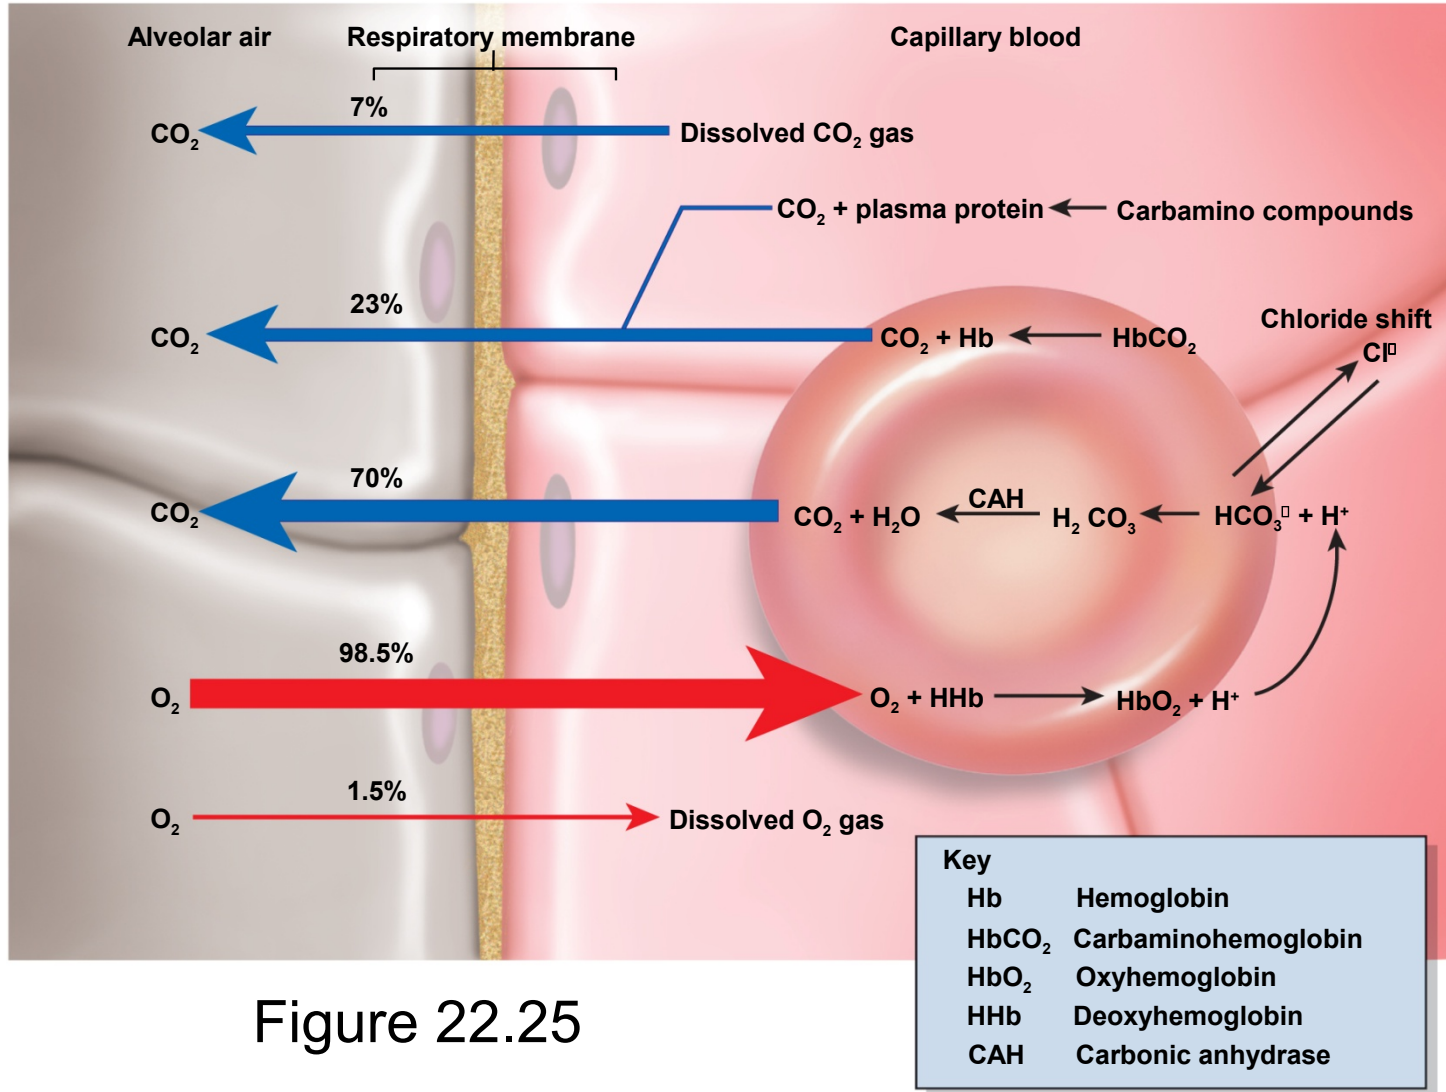 Alveolar air Respiratory membrane Capillary blood
7%
CO₂ Dissolved CO₂ gas
CO₂ + plasma protein Carbamino compounds
23%
Chloride shift
CO₂ CO₂ + Hb HbCO₂
Cl▯
70%
CO₂ CO₂ + H₂O CAH H₂ CO₃ HCO₃▯ + H⁺
98.5%
O₂ O₂ + HHb HbO₂ + H⁺
1.5%
O₂ Dissolved O₂ gas
Key
Hb Hemoglobin
HbCO₂ Carbaminohemoglobin
HbO₂ Oxyhemoglobin
HHb Deoxyhemoglobin
CAH Carbonic anhydrase
Figure 22.25